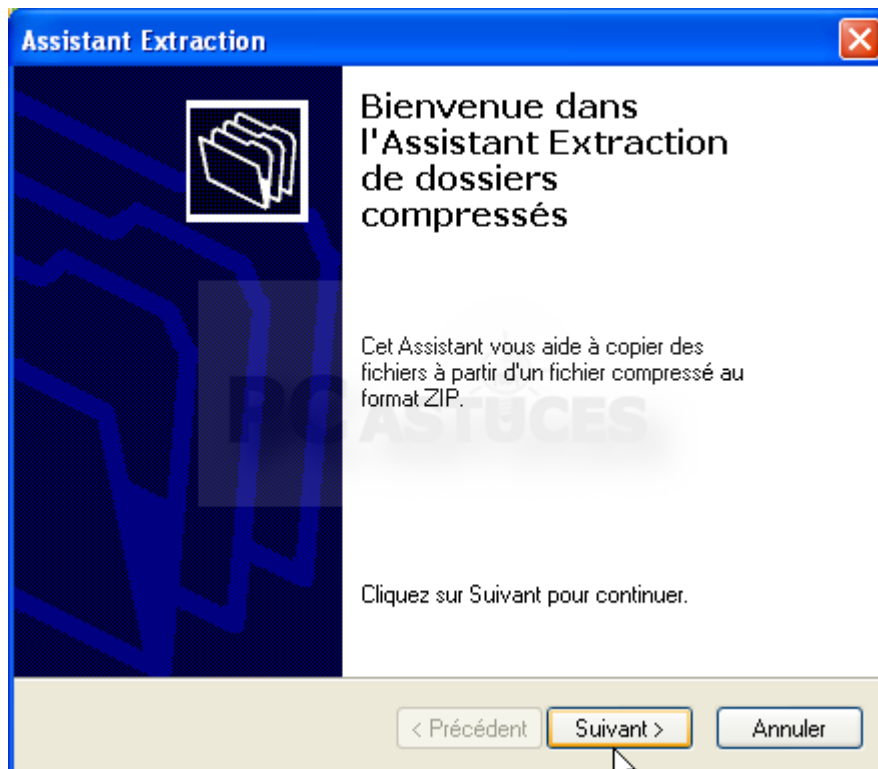 Assistant Extraction
Bienvenue dans
l'Assistant Extraction
de dossiers
compressés
Cet Assistant vous aide à copier des
fichiers à partir d'un fichier compressé au
format ZIP.
PC ASTUCES
Cliquez sur Suivant pour continuer.
< Précédent
Suivant >
Annuler